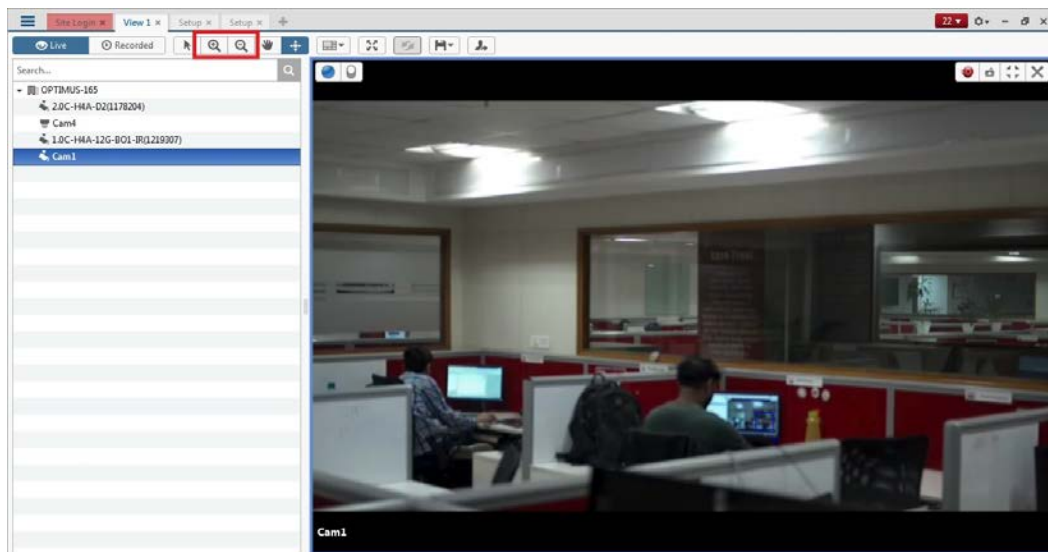 Site Login × View 1 × Setup × Setup ×
22
Live Recorded
Search...
OPTIMUS-165
2.0C-H4A-D2(1178204)
Cam4
1.0C-H4A-12G-BO1-IR(1219307)
Cam1
Cam1